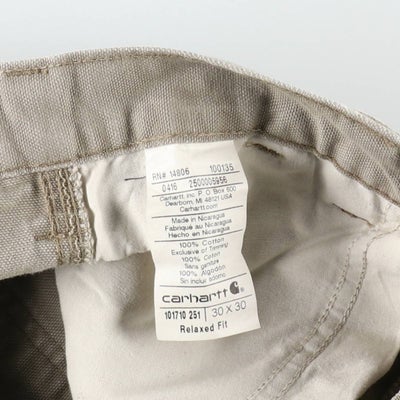 RN# 14806 100135
0416 2500005956
Carhartt, Inc. P.O Box 600
Dearborn, MI 48121 USA
Carhartt.com
Made in Nicaragua
Fabriqué au Nicaragua
Hecho en Nicaragua
100% Cotton
Exclusive of Trimming
100% Coton
Sans garniture
100% Algodon
Sin incluir adorno
carhartt
101710 251 30 X 30
Relaxed Fit